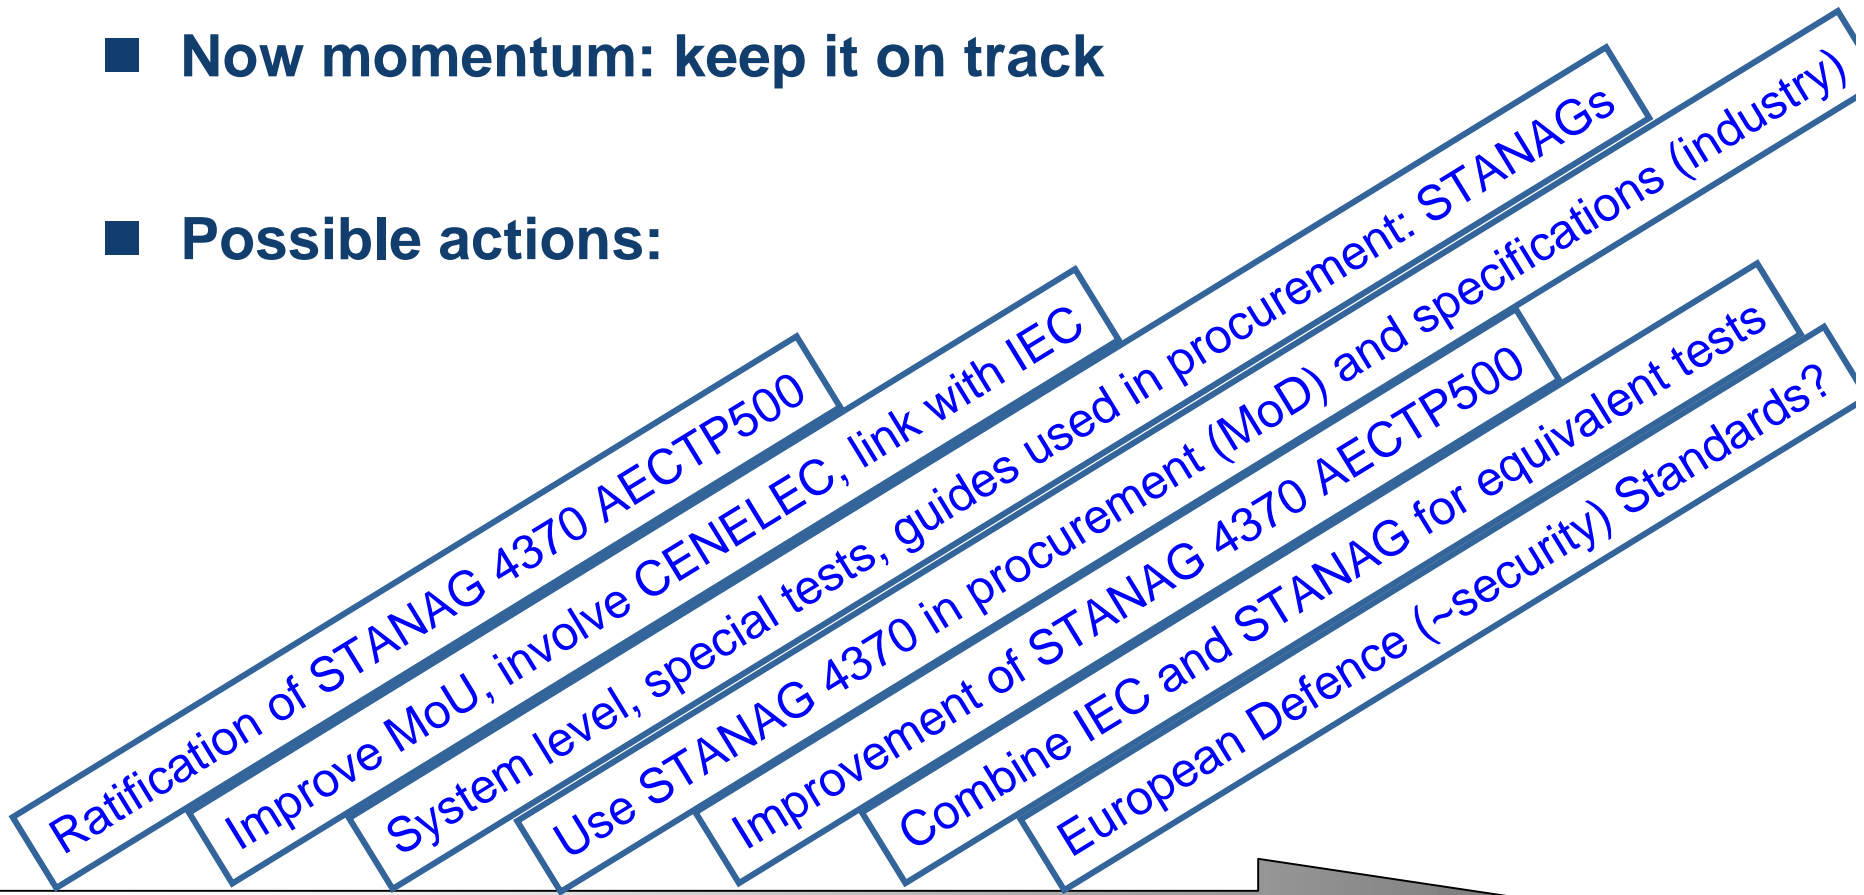 Now momentum: keep it on track
Possible actions:
Ratification of STANAG 4370 AECTP500
Improve MoU, involve CENELEC, link with IEC
System level, special tests, guides used in procurement: STANAGs
Use STANAG 4370 in procurement (MoD) and specifications (industry)
Improvement of STANAG 4370 AECTP500
Combine IEC and STANAG for equivalent tests
European Defence (~security) Standards?